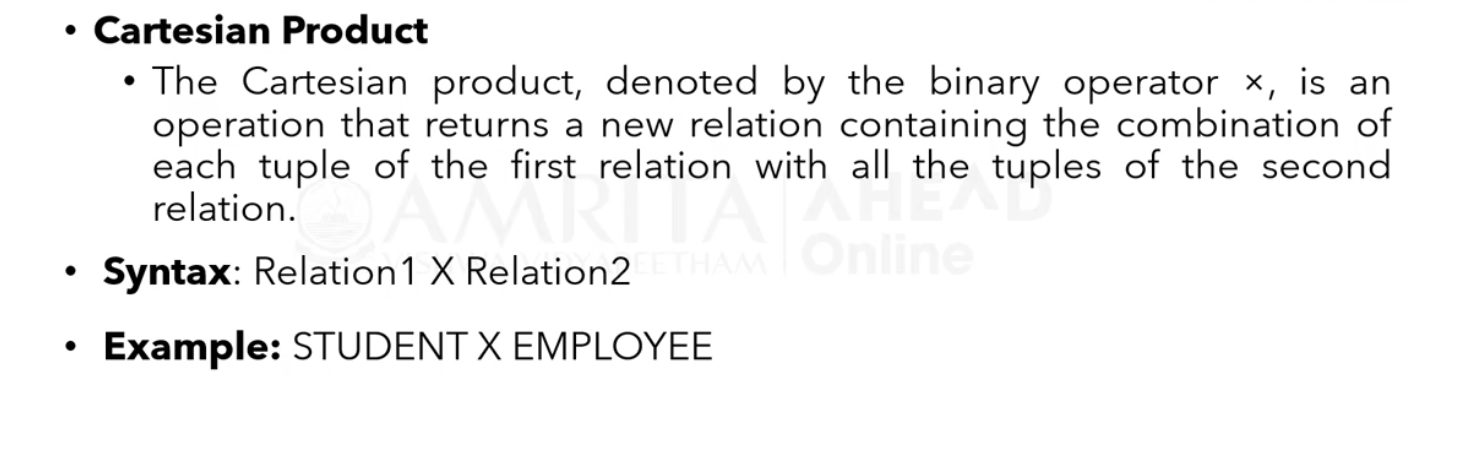 • Cartesian Product
• The Cartesian product, denoted by the binary operator ×, is an
operation that returns a new relation containing the combination of
each tuple of the first relation with all the tuples of the second
relation.
AMRITA AHEAD
VISHWA VIDYAPEETHAM Online
• Syntax: Relation1 X Relation2
• Example: STUDENT X EMPLOYEE